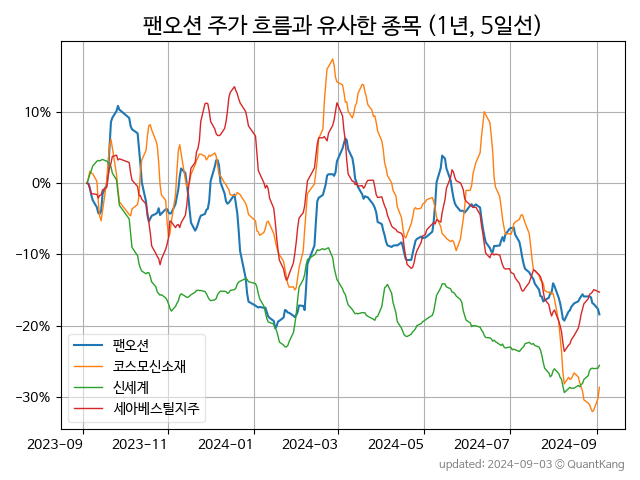 팬오션 주가 흐름과 유사한 종목 (1년, 5일선)
10%
0%
−10%
−20%
−30%
팬오션
코스모신소재
신세계
세아베스틸지주
2023-09 2023-11 2024-01 2024-03 2024-05 2024-07 2024-09
updated: 2024-09-03 © QuantKang